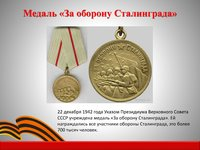 Медаль «За оборону Сталинграда»
22 декабря 1942 года Указом Президиума Верховного Совета
СССР учреждена медаль «За оборону Сталинграда». Ей
награждались все участники обороны Сталинграда, это более
700 тысяч человек.